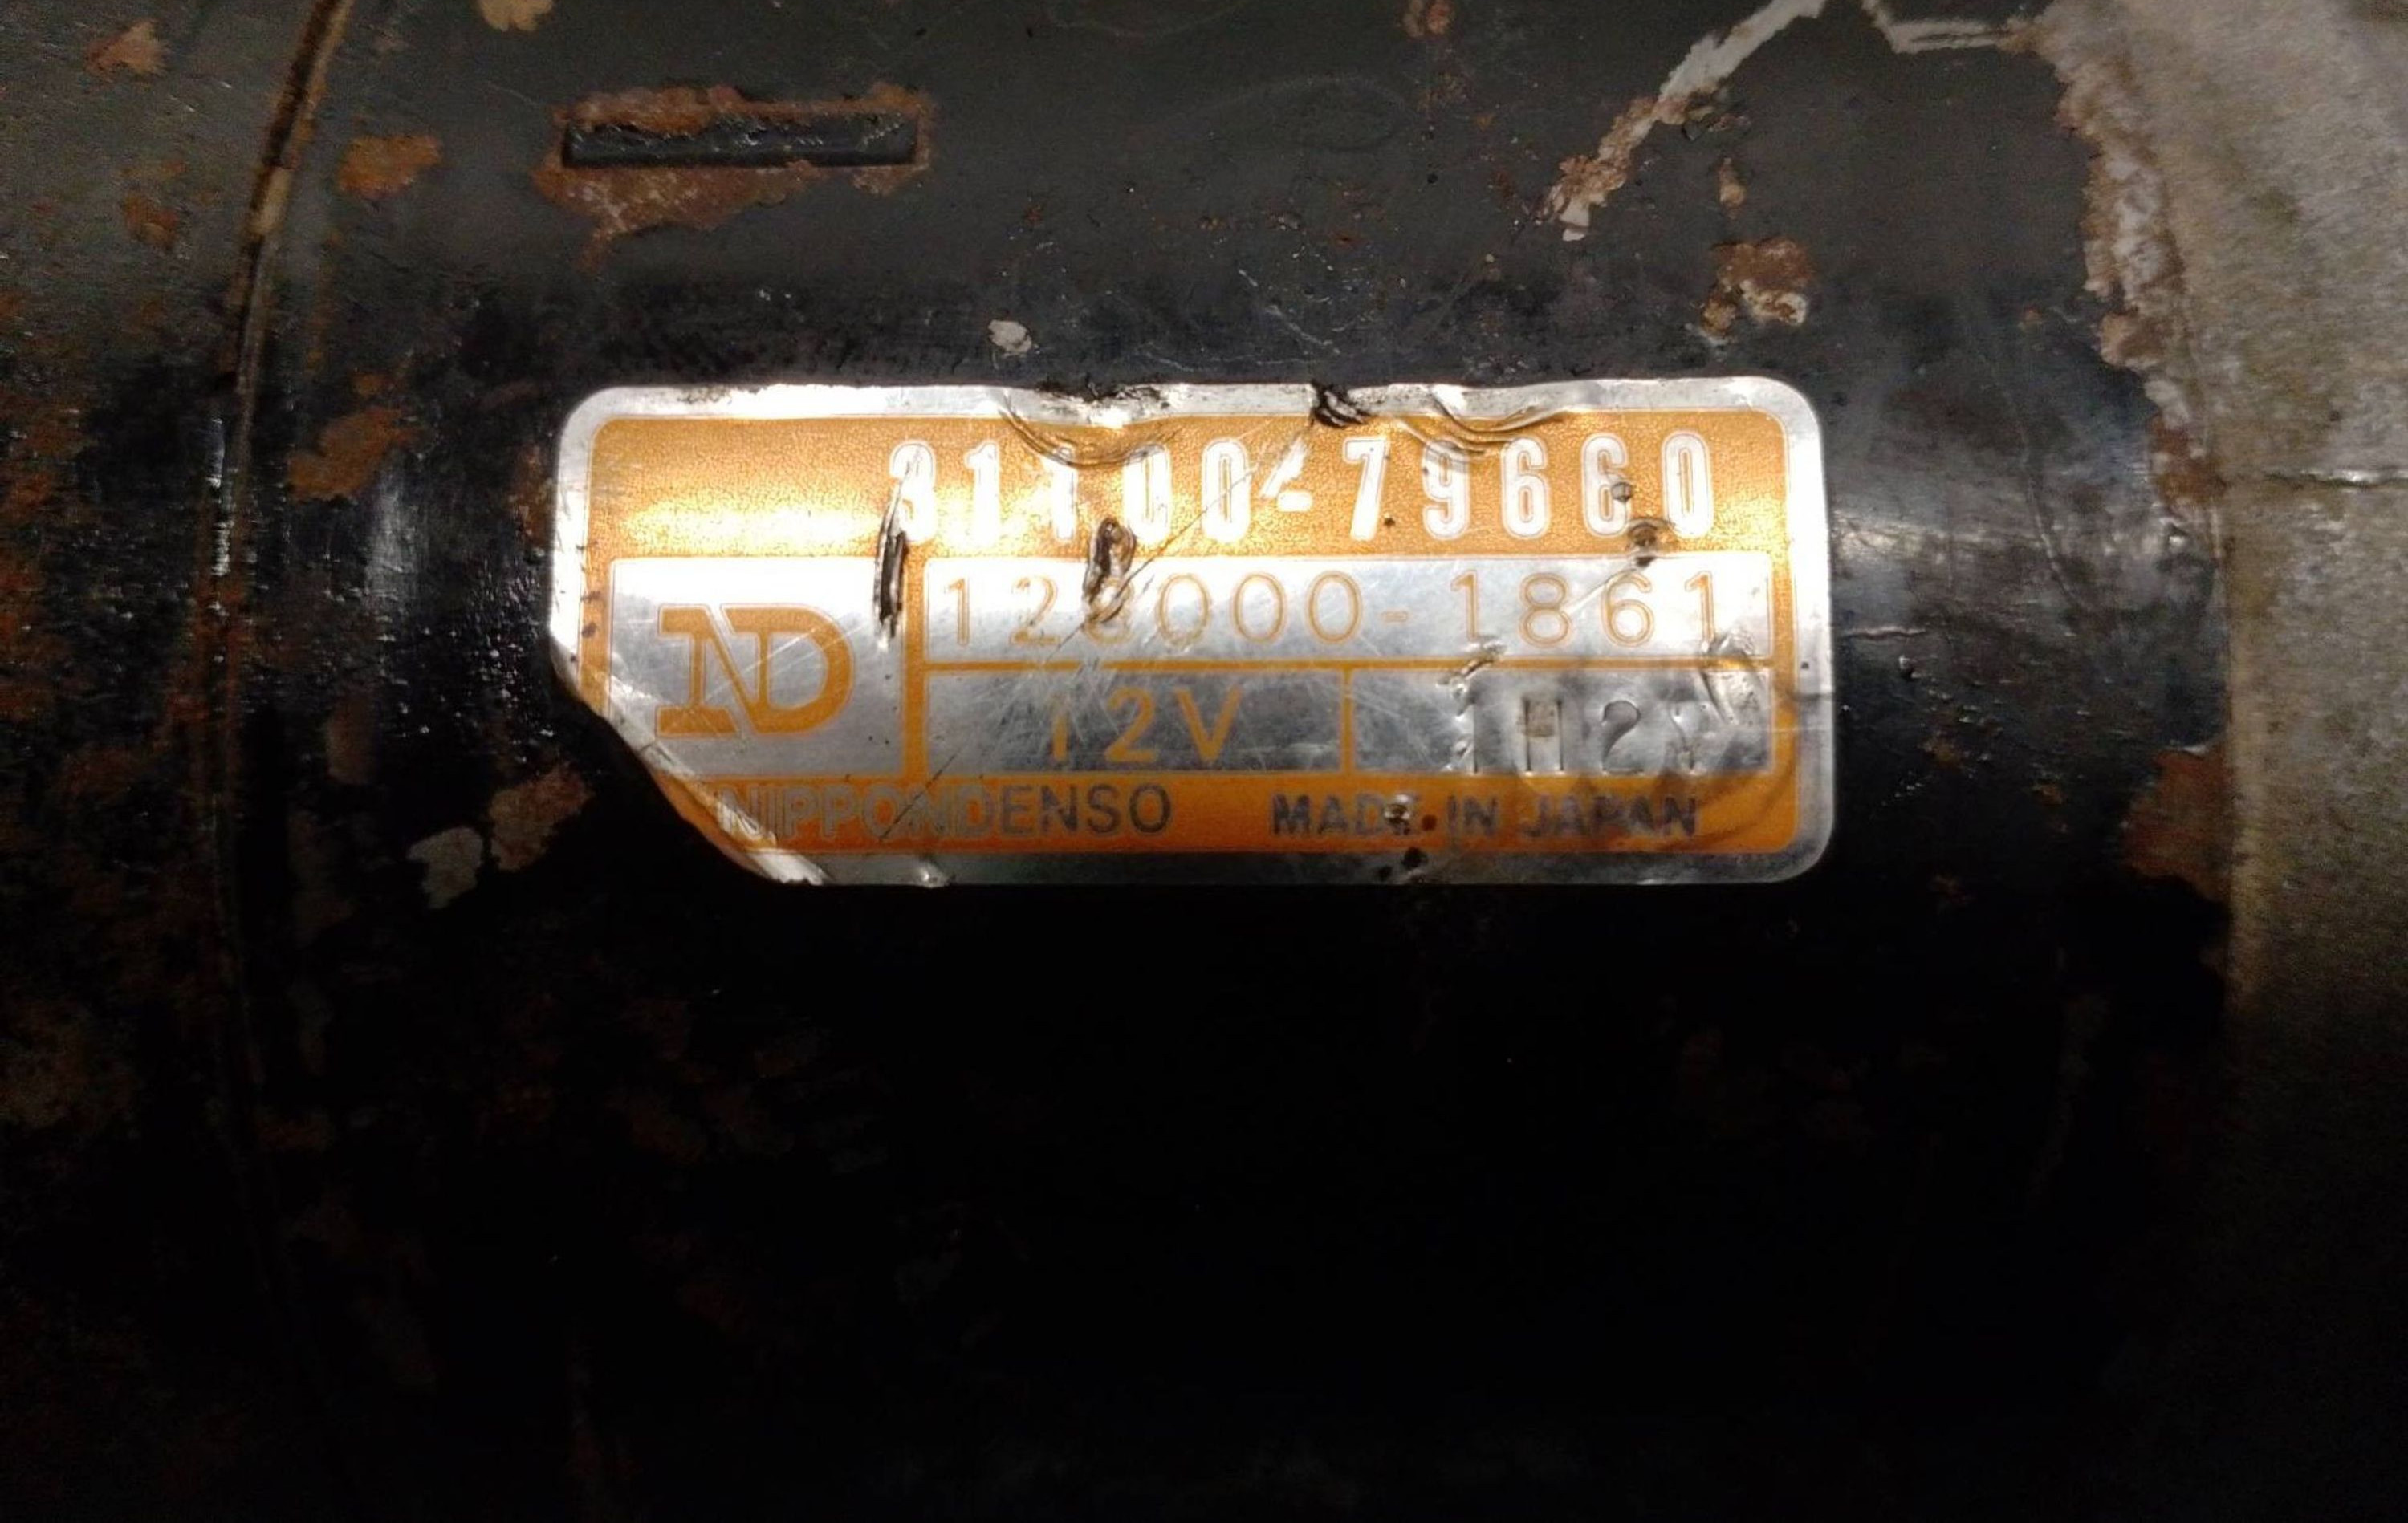 31100-79660
128000-1861
ND
12V
NIPPONDENSO MADE IN JAPAN